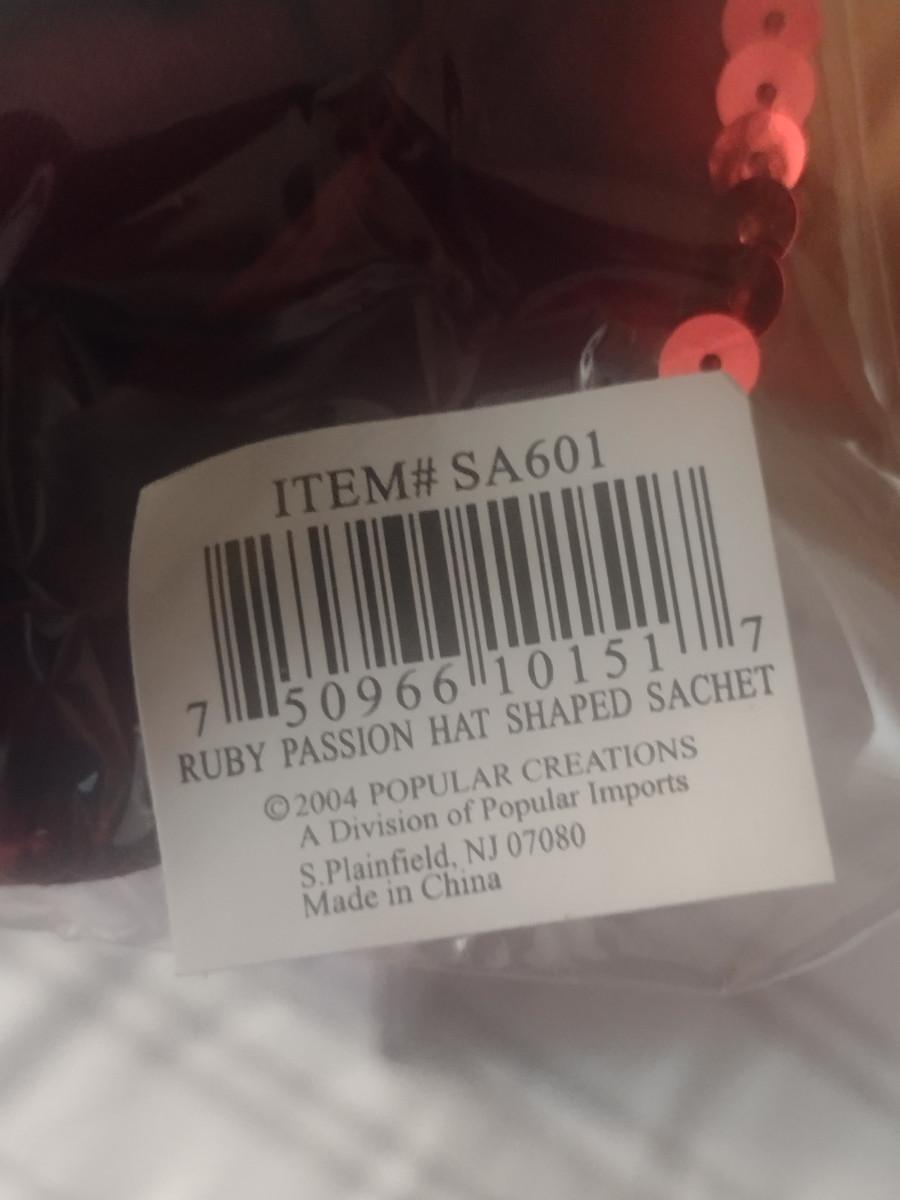 ITEM# SA601
7 50966 10151 7
RUBY PASSION HAT SHAPED SACHET
©2004 POPULAR CREATIONS
A Division of Popular Imports
S.Plainfield, NJ 07080
Made in China